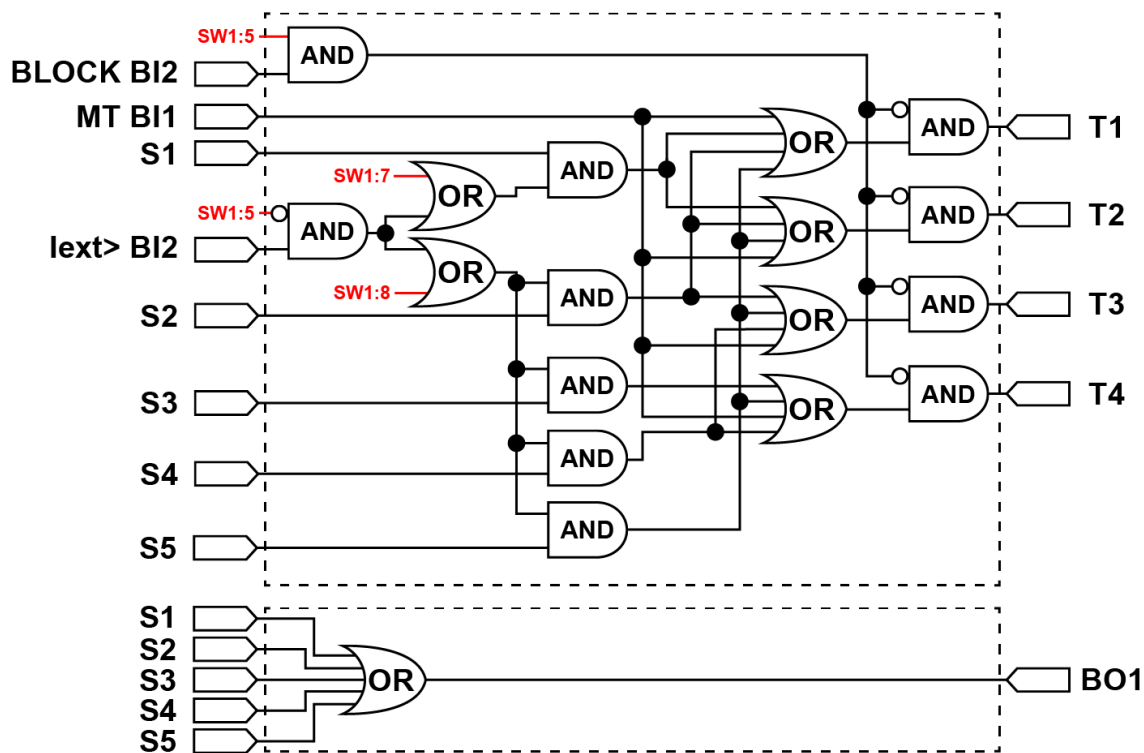 SW1:5
AND
BLOCK BI2
MT BI1
OR
AND
T1
S1
AND
SW1:7
OR
SW1:5
AND
OR
AND
T2
Iext> BI2
OR
SW1:8
AND
OR
AND
T3
S2
S3
AND
OR
AND
T4
S4
AND
S5
AND
S1
S2
S3
OR
BO1
S4
S5